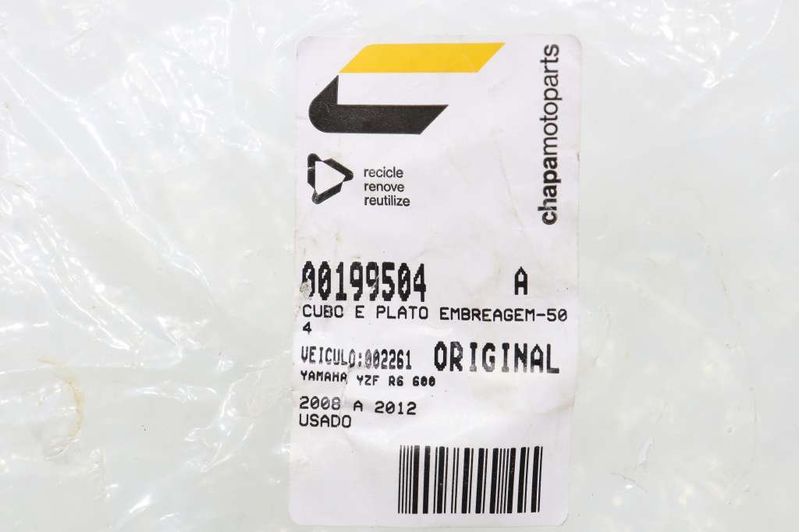 chapamotoparts
recicle
renove
reutilize
00199504 A
CUBO E PLATO EMBREAGEM-50
4
VEICULO:002261 ORIGINAL
YAMAHA YZF R6 600
2008 A 2012
USADO